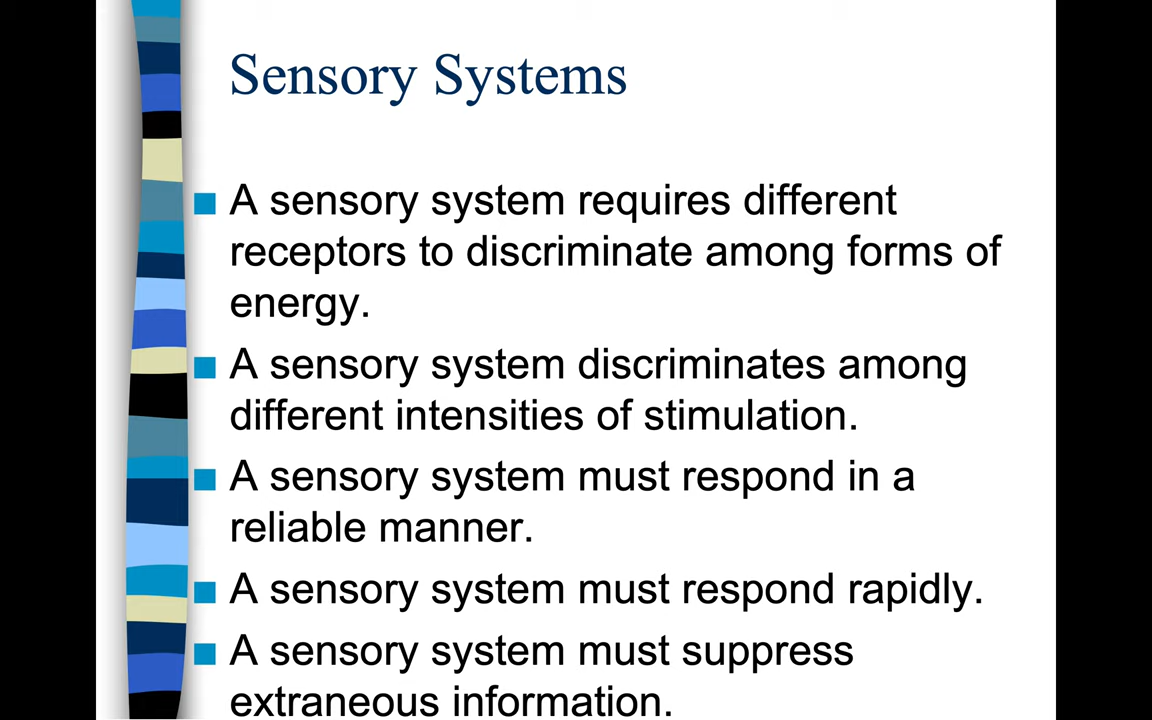 Sensory Systems
A sensory system requires different
receptors to discriminate among forms of
energy.
A sensory system discriminates among
different intensities of stimulation.
A sensory system must respond in a
reliable manner.
A sensory system must respond rapidly.
A sensory system must suppress
extraneous information.